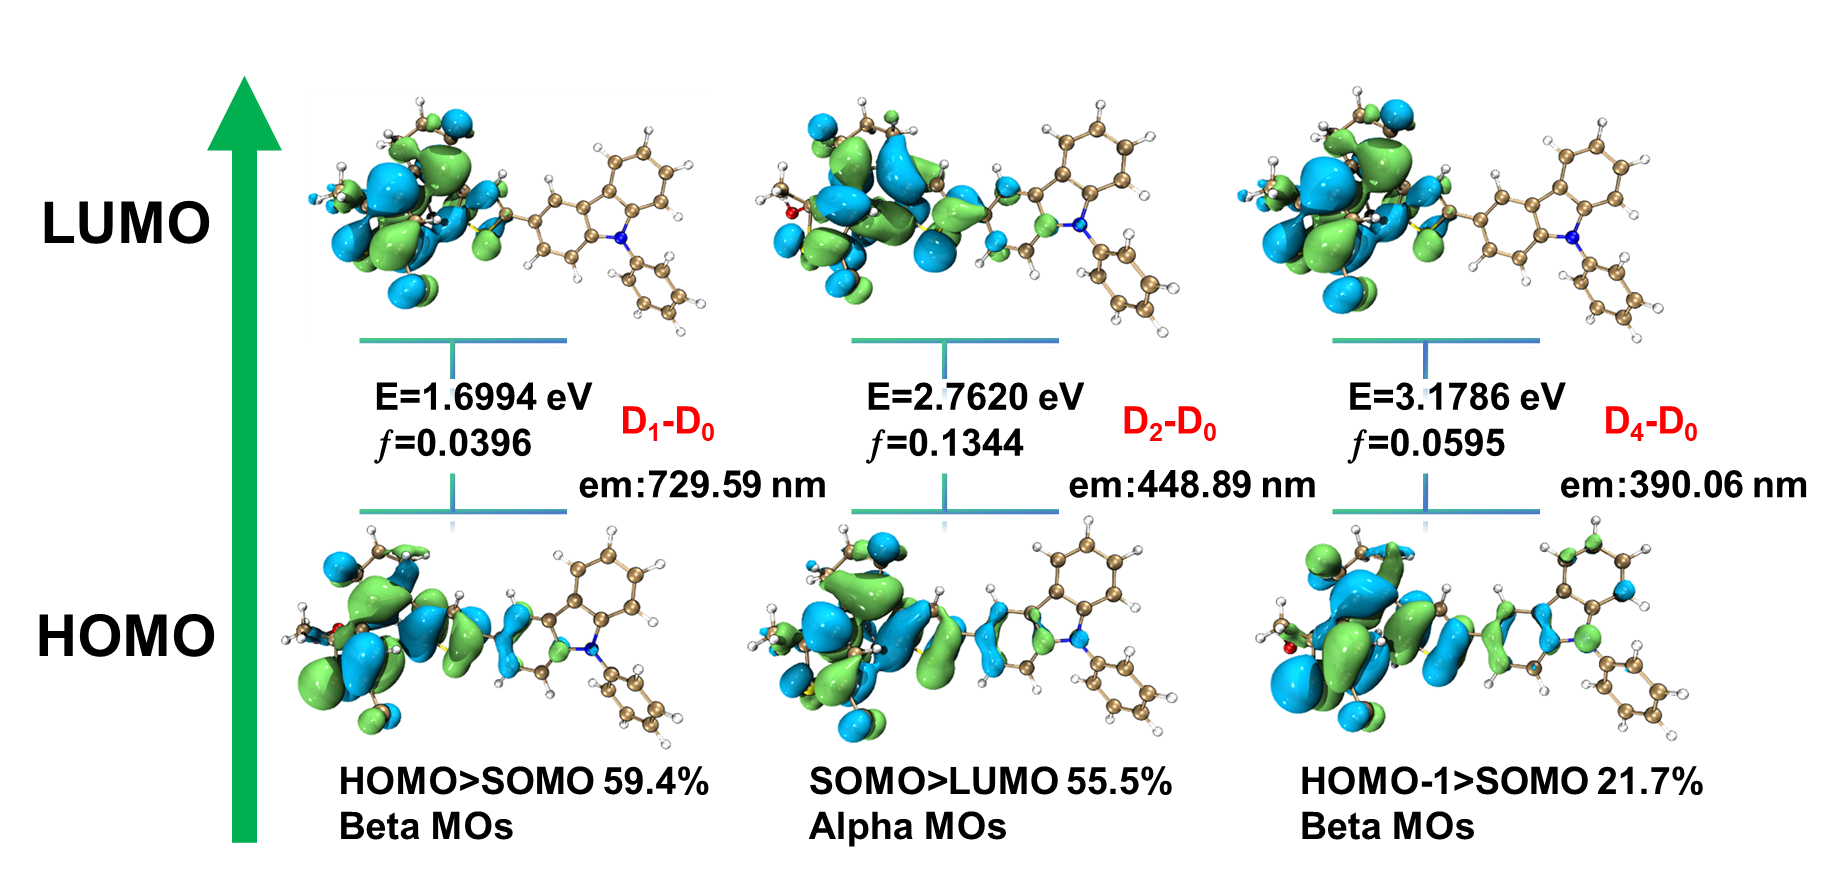 LUMO
HOMO
E=1.6994 eV
f=0.0396
D₁-D₀
em:729.59 nm
HOMO>SOMO 59.4%
Beta MOs
E=2.7620 eV
f=0.1344
D₂-D₀
em:448.89 nm
SOMO>LUMO 55.5%
Alpha MOs
E=3.1786 eV
f=0.0595
D₄-D₀
em:390.06 nm
HOMO-1>SOMO 21.7%
Beta MOs